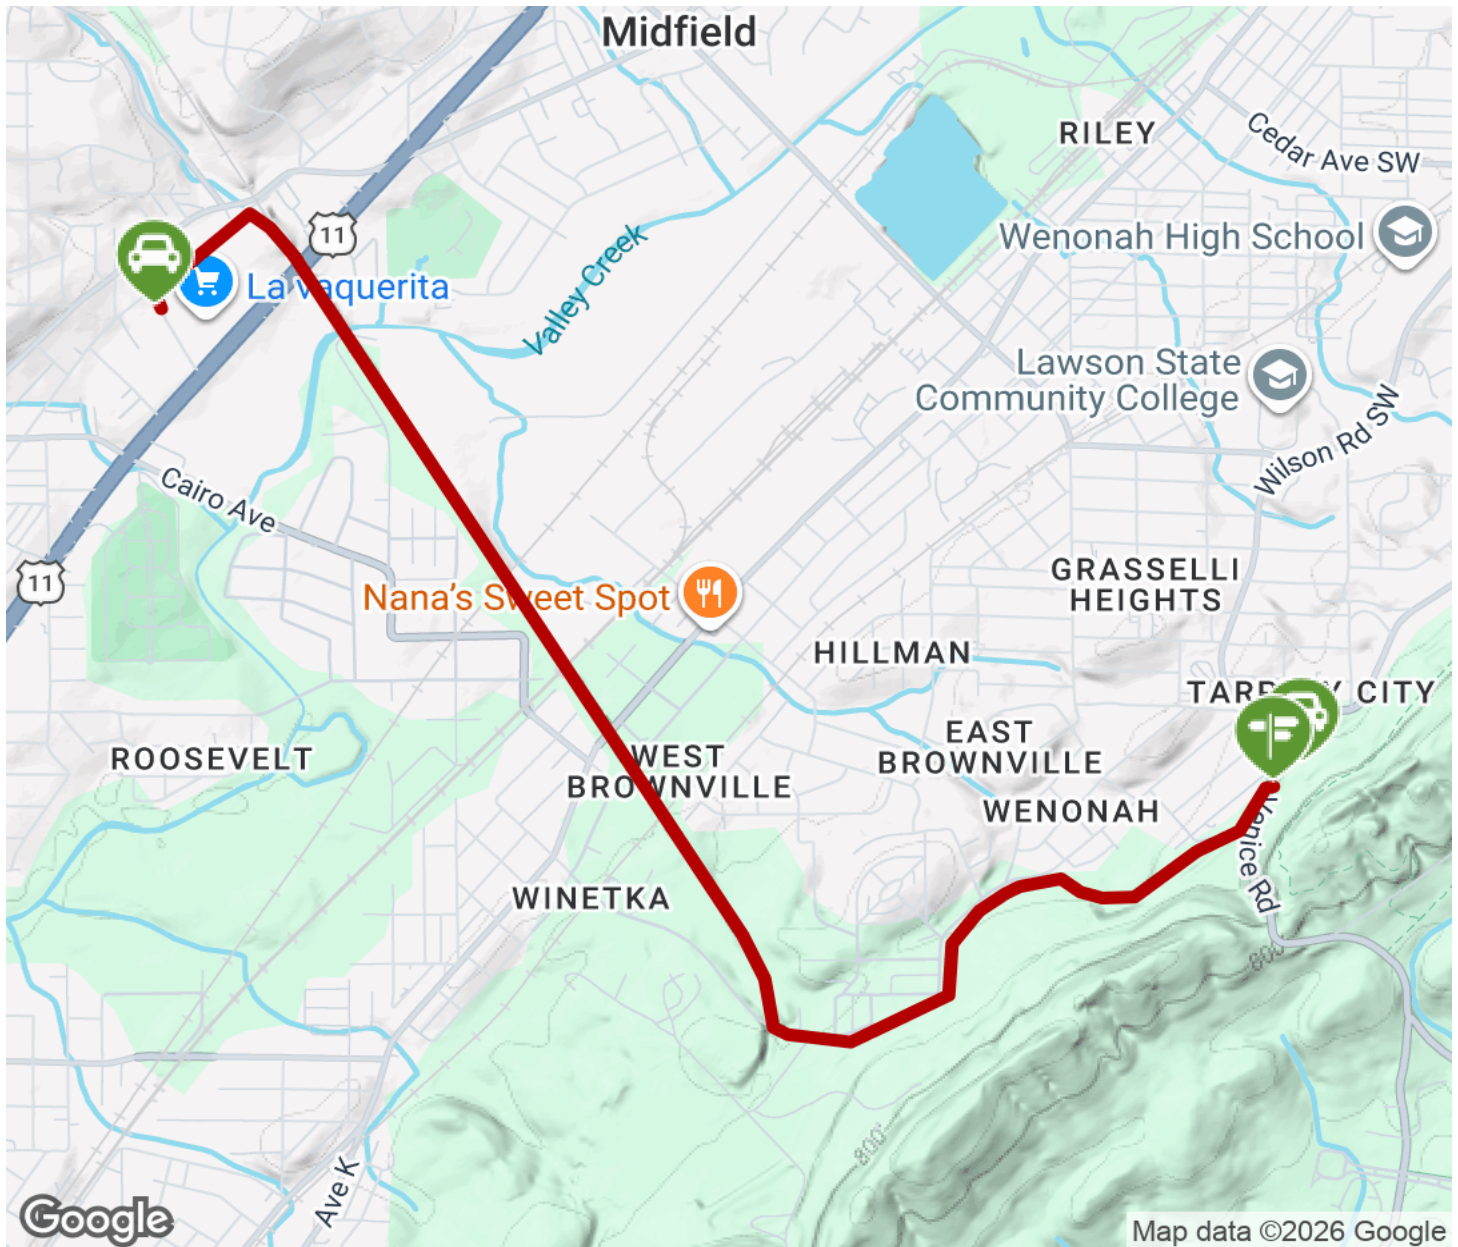 Midfield
RILEY
Cedar Ave SW
Wenonah High School
11
La Vaquerita
Valley Creek
Lawson State
Community College
Wilson Rd SW
Cairo Ave
11
Nana's Sweet Spot
GRASSELLI
HEIGHTS
HILLMAN
CITY
EAST
BROWNVILLE
WEST
BROWNVILLE
ROOSEVELT
WENONAH
Venice Rd
WINETKA
800'
800'
Ave K
Google
Map data ©2026 Google